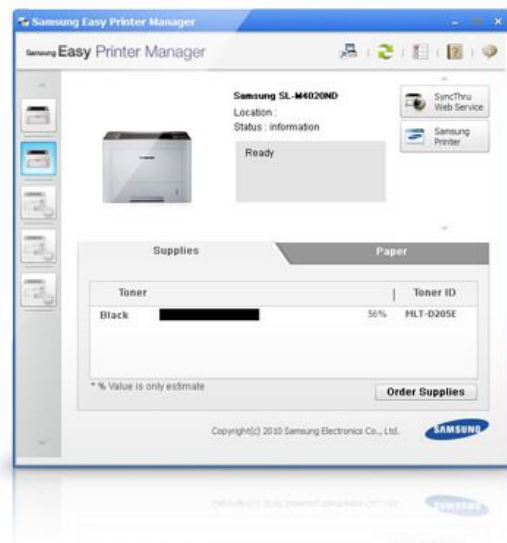 Samsung Easy Printer Manager
Samsung Easy Printer Manager
Samsung SL-M4020ND
Location :
Status : information
Ready
SyncThru
Web Service
Samsung
Printer
Supplies
Paper
Toner
Toner ID
Black
56%
MLT-D205E
* % Value is only estimate
Order Supplies
Copyright(c) 2010 Samsung Electronics Co., Ltd.
SAMSUNG